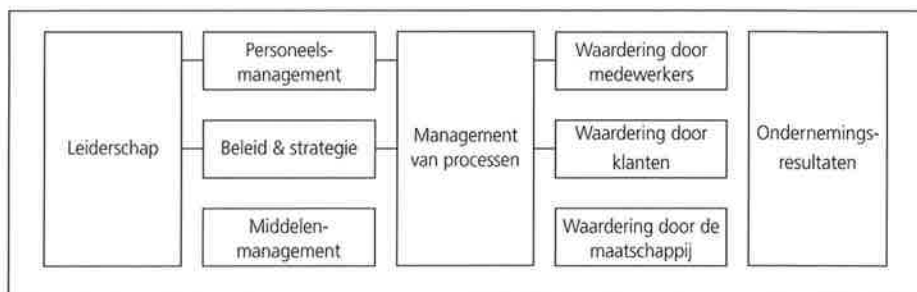 Leiderschap
Personeels-
management
Beleid & strategie
Middelen-
management
Management
van processen
Waardering door
medewerkers
Waardering door
klanten
Waardering door de
maatschappij
Ondernemings-
resultaten